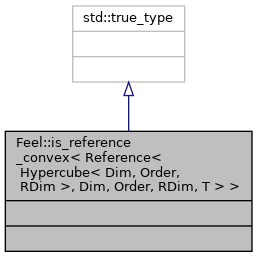 std::true_type
Feel::is_reference
_convex< Reference<
Hypercube< Dim, Order,
RDim >, Dim, Order, RDim, T > >